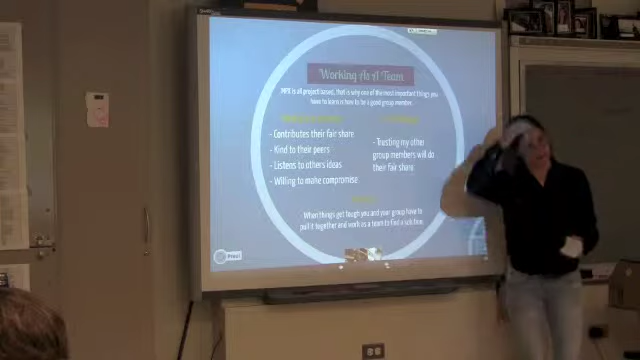 Working As A Team
MPX is all project based, that is why one of the most important things you
have to learn is how to be a good group member.
- Contributes their fair share
- Kind to their peers
- Listens to others ideas
- Willing to make compromise
- Trusting my other
group members will do
their fair share
When things get tough you and your group have to
pull it together and work as a team to find a solution.
Prezi